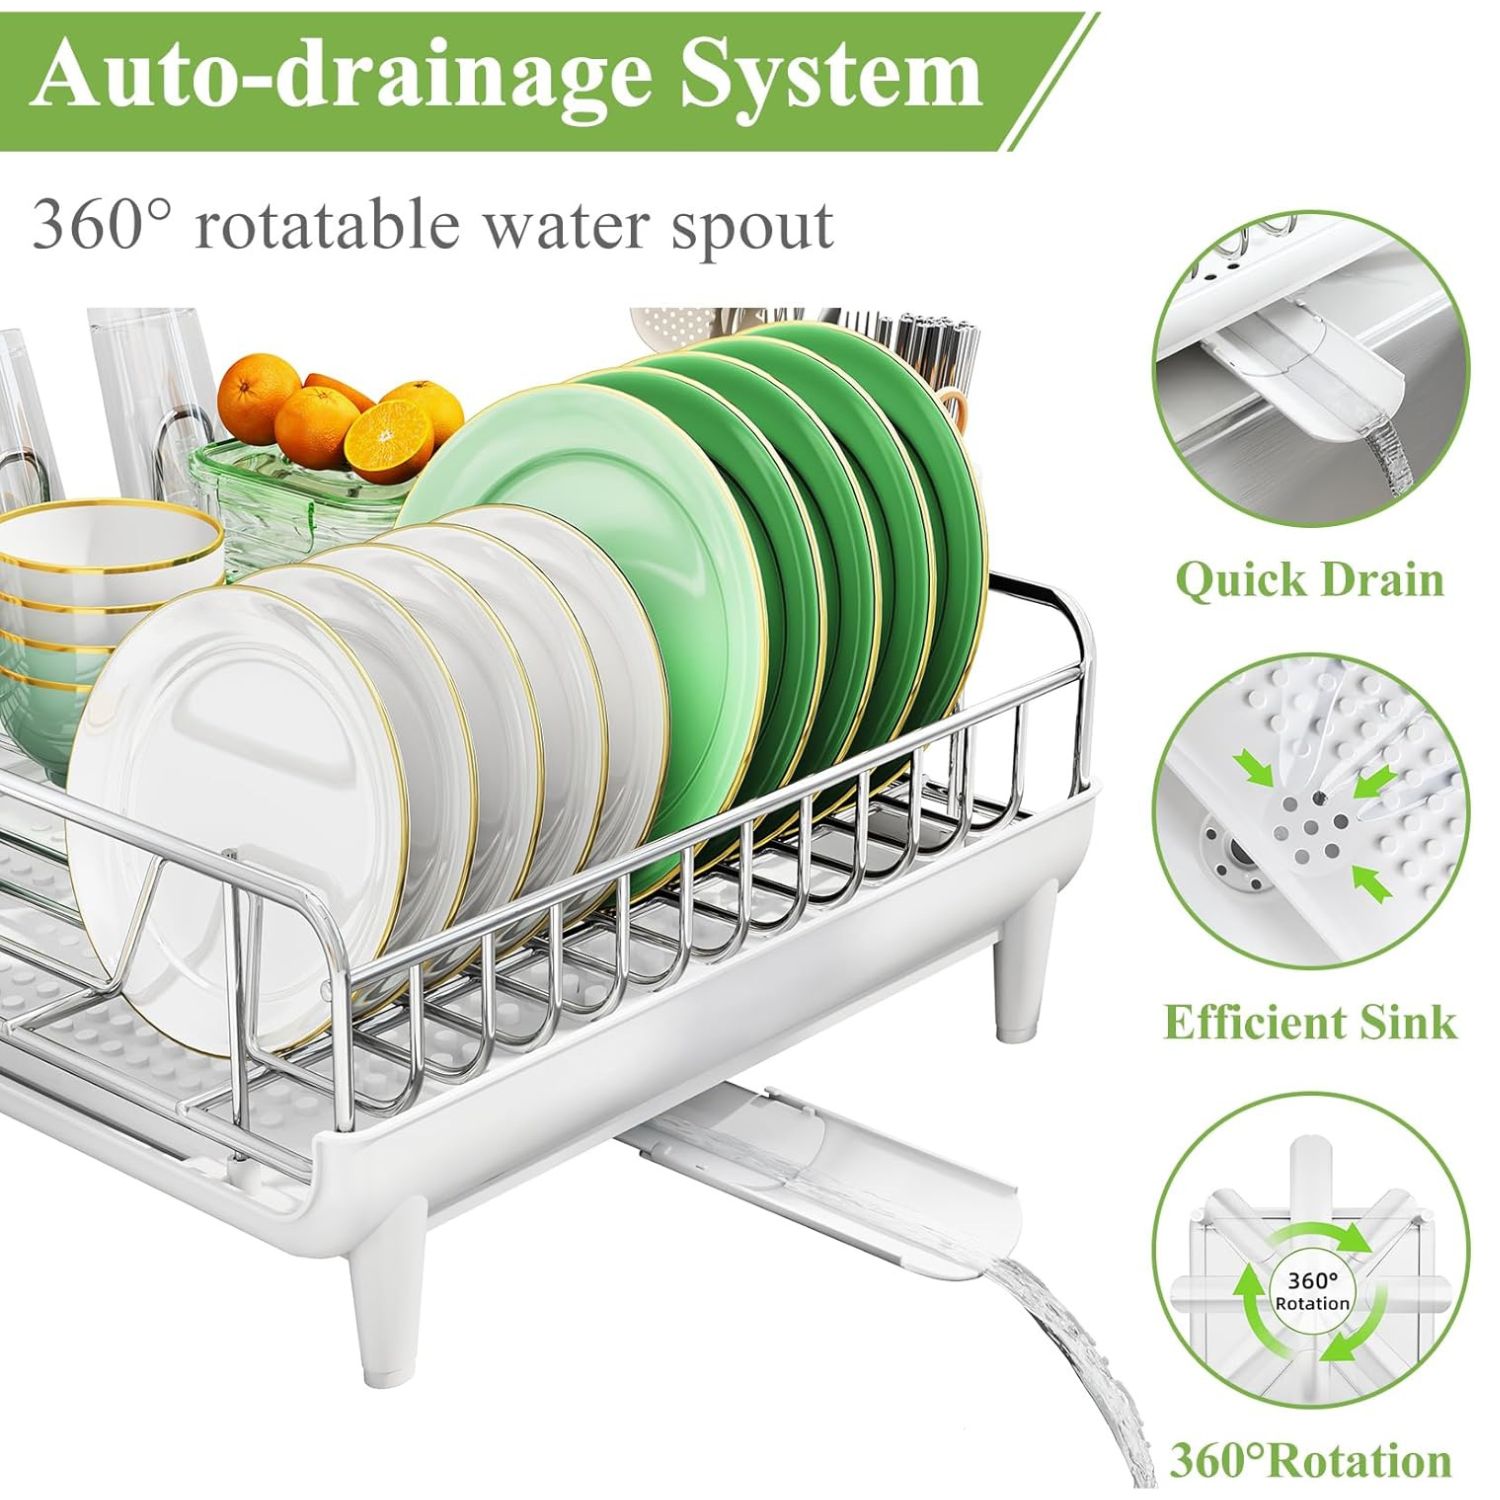 Auto-drainage System
360° rotatable water spout
Quick Drain
Efficient Sink
360°
Rotation
360°Rotation